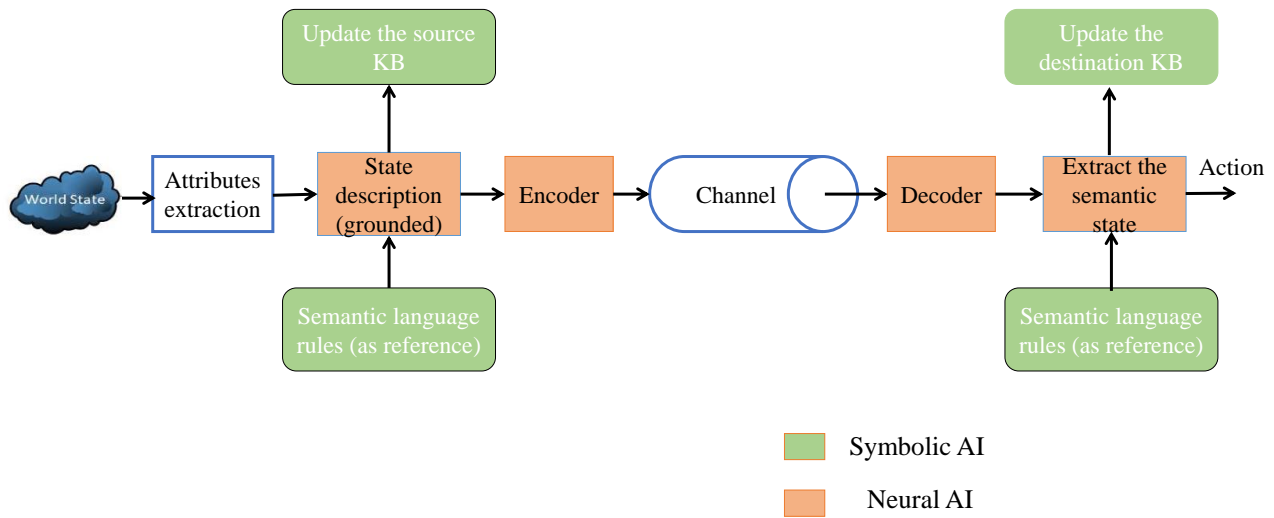 Update the source
KB
Update the
destination KB
World State
Attributes
extraction
State
description
(grounded)
Encoder
Channel
Decoder
Extract the
semantic
state
Action
Semantic language
rules (as reference)
Semantic language
rules (as reference)
Symbolic AI
Neural AI